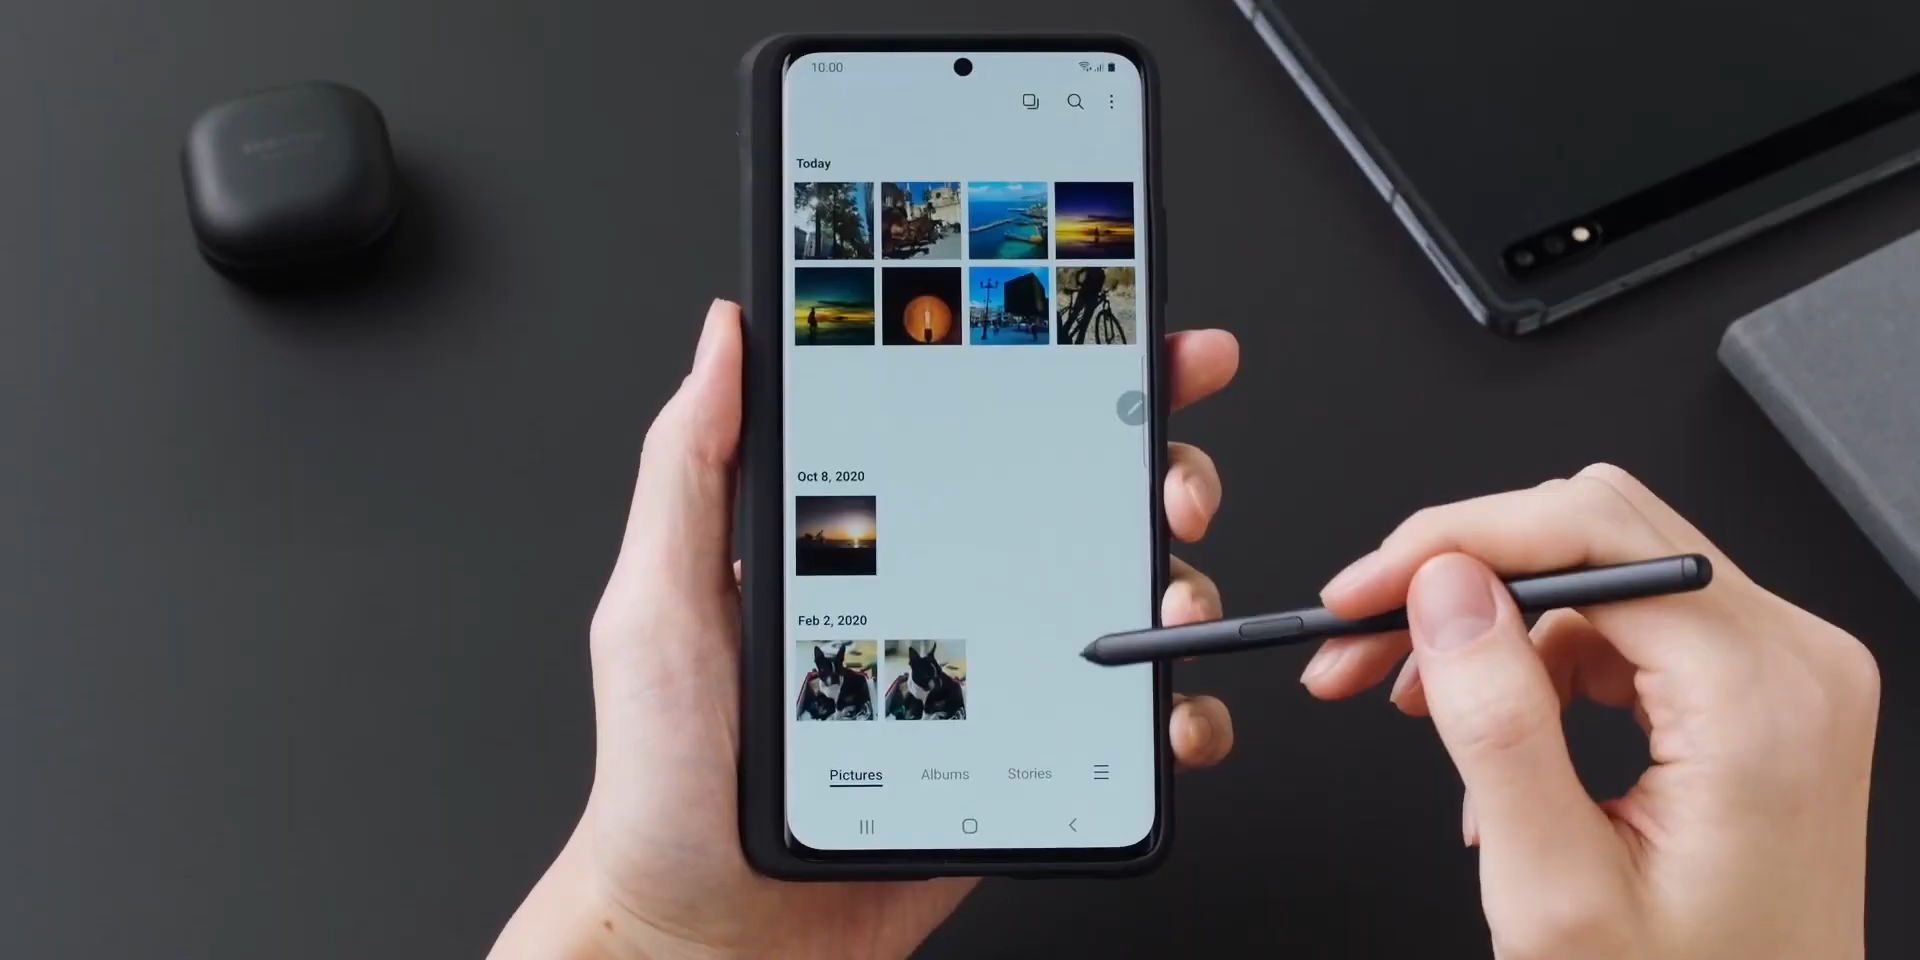 10.00
Today
Oct 8, 2020
Feb 2, 2020
Pictures
Albums
Stories